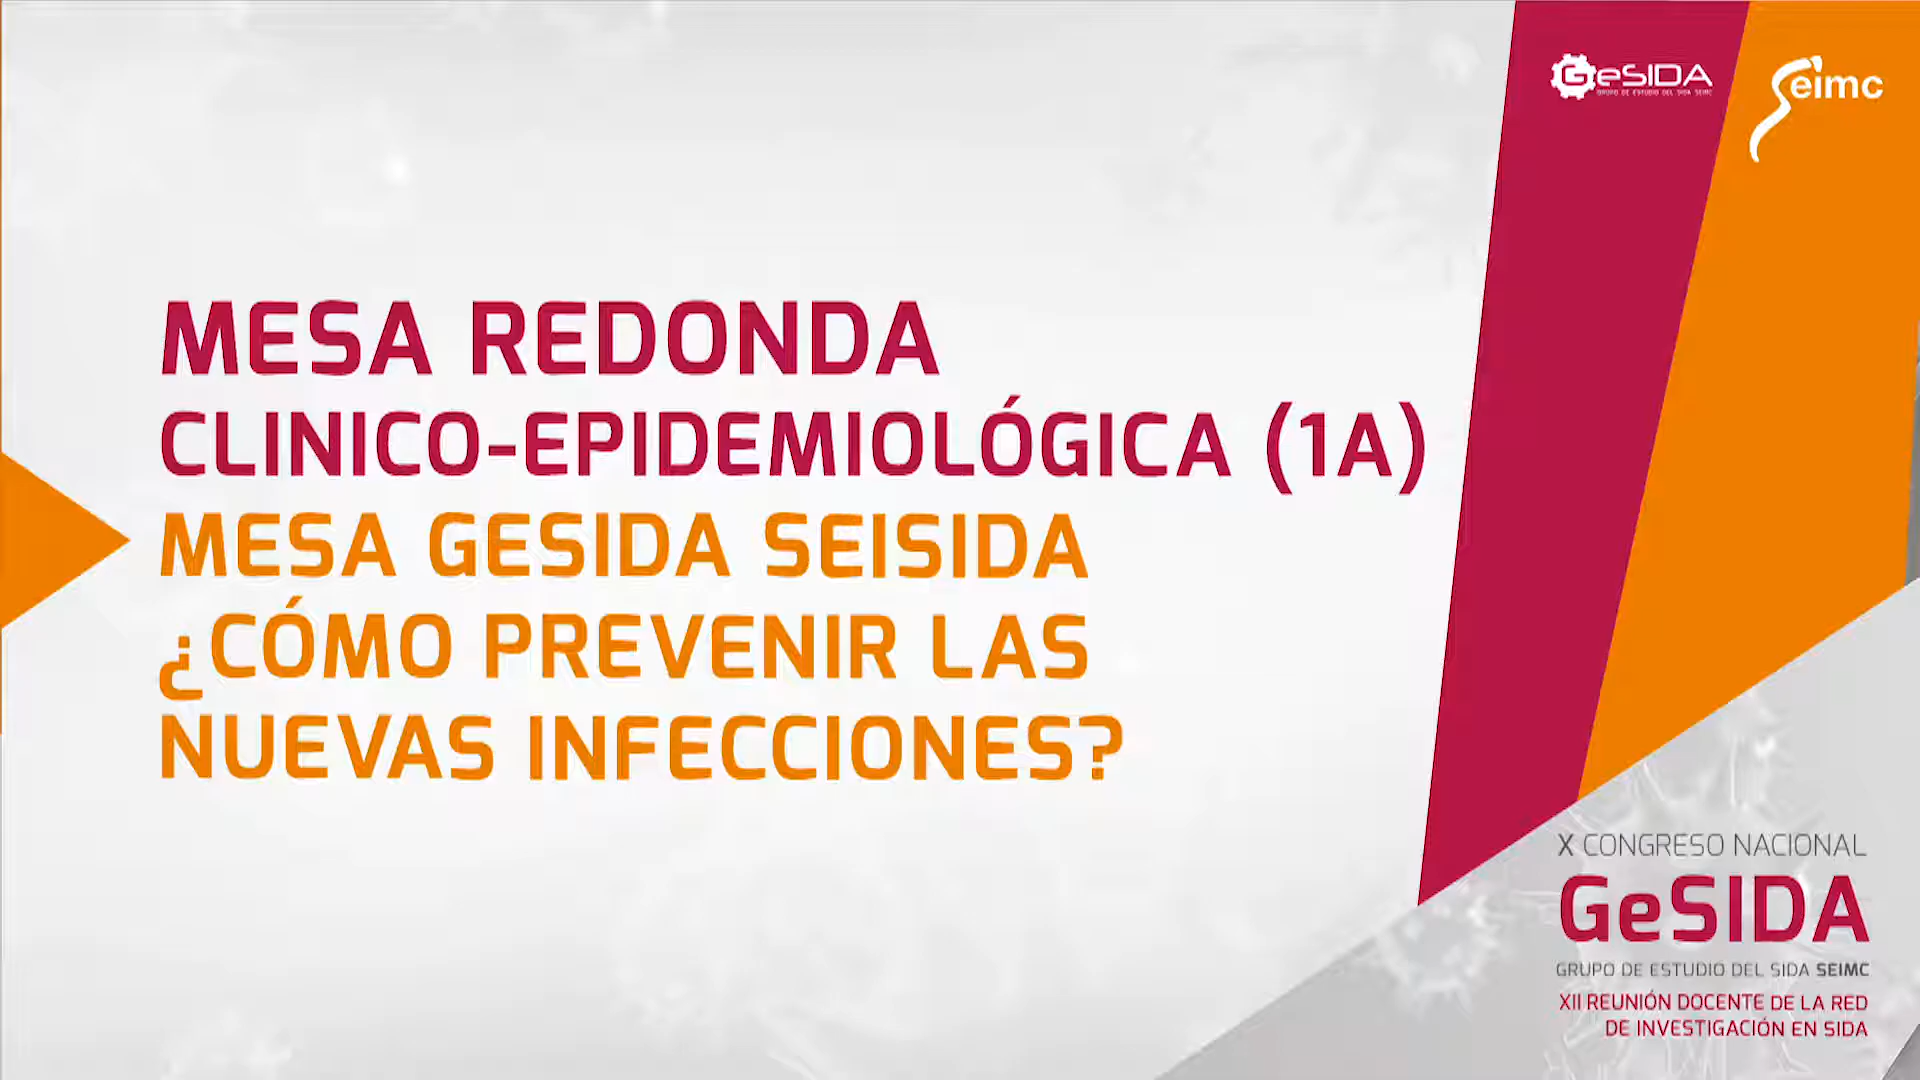 GeSIDA
GRUPO DE ESTUDIO DEL SIDA SEIMC
Seimc
MESA REDONDA
CLINICO-EPIDEMIOLÓGICA (1A)
MESA GESIDA SEISIDA
¿CÓMO PREVENIR LAS
NUEVAS INFECCIONES?
X CONGRESO NACIONAL
GeSIDA
GRUPO DE ESTUDIO DEL SIDA SEIMC
XII REUNIÓN DOCENTE DE LA RED
DE INVESTIGACIÓN EN SIDA